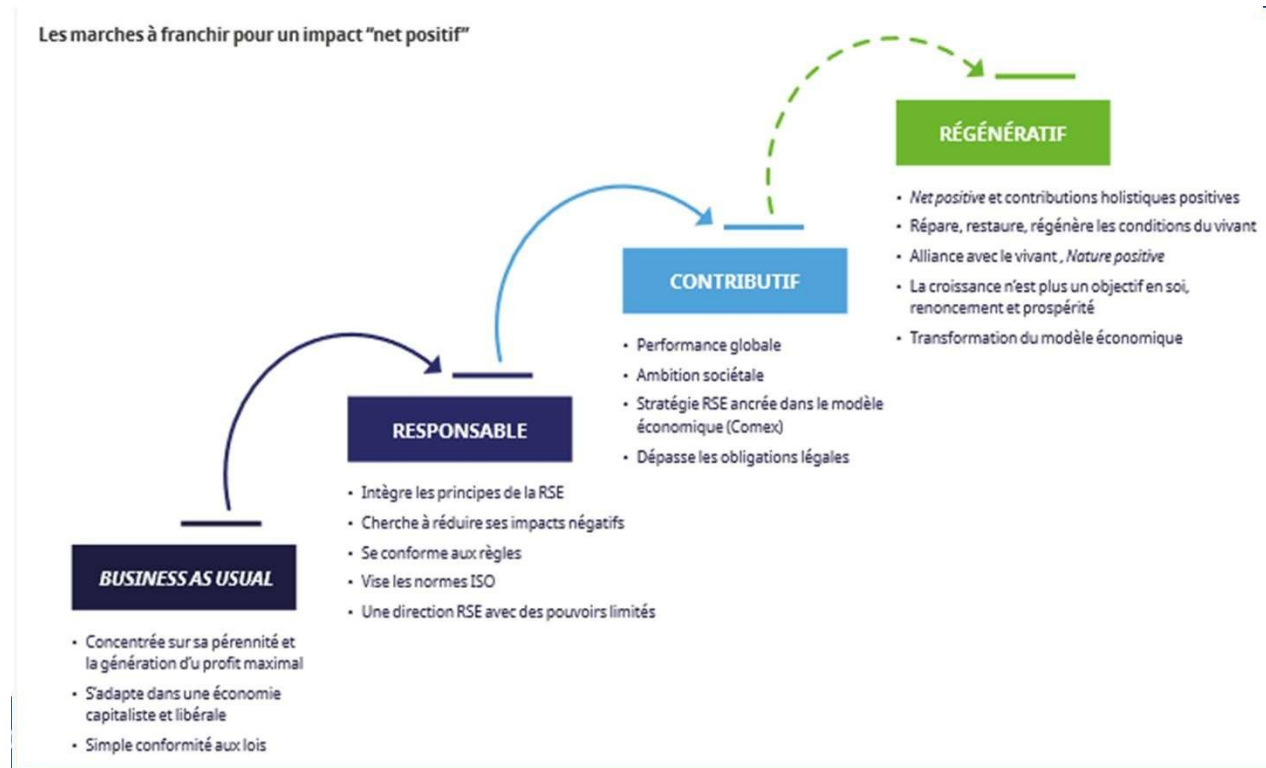 Les marches à franchir pour un impact “net positif”
RÉGÉNÉRATIF
• Net positive et contributions holistiques positives
• Répare, restaure, régénère les conditions du vivant
• Alliance avec le vivant , Nature positive
• La croissance n’est plus un objectif en soi,
renoncement et prospérité
• Transformation du modèle économique
CONTRIBUTIF
• Performance globale
• Ambition sociétale
• Stratégie RSE ancrée dans le modèle
économique (Comex)
• Dépasse les obligations légales
RESPONSABLE
• Intègre les principes de la RSE
• Cherche à réduire ses impacts négatifs
• Se conforme aux règles
• Vise les normes ISO
• Une direction RSE avec des pouvoirs limités
BUSINESS AS USUAL
• Concentrée sur sa pérennité et
la génération d’u profit maximal
• S’adapte dans une économie
capitaliste et libérale
• Simple conformité aux lois